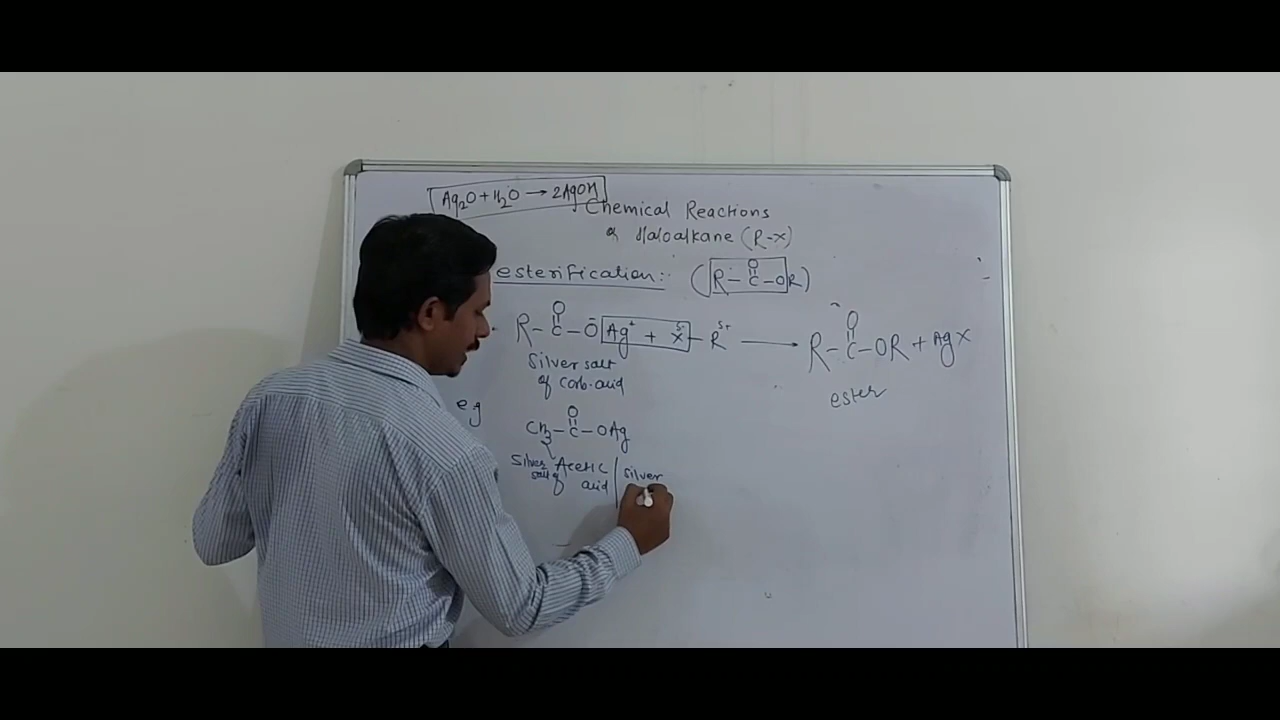 Ag₂O + H₂O → 2AgOH
Chemical Reactions
of Haloalkane (R-X)
esterification:- (R-C-OR)
O
O
R-C-O⁻ Ag⁺ + X^δ- - R^δ+ → R-C-OR + AgX
O
O
Silver salt
of carb. acid
ester
e.g
O
CH₃-C-OAg
Silver salt of Acetic acid | Silver